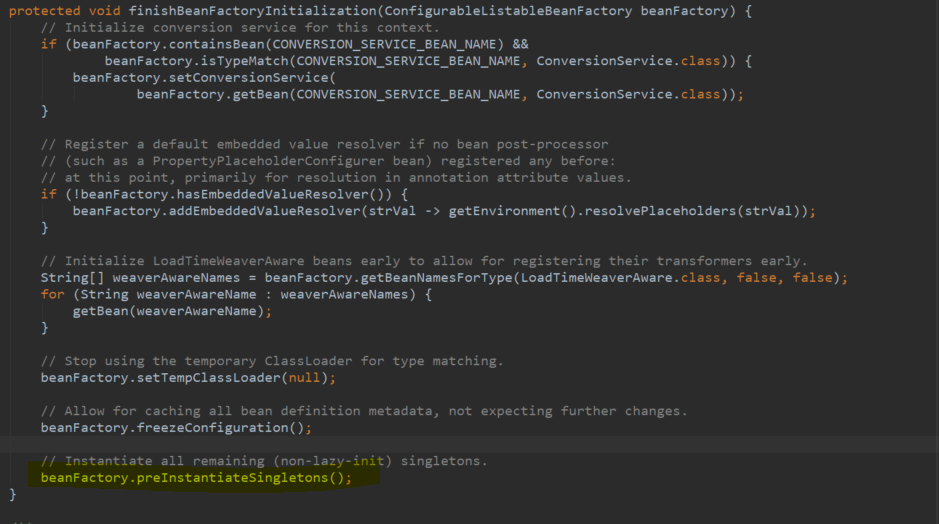 protected void finishBeanFactoryInitialization(ConfigurableListableBeanFactory beanFactory) {
// Initialize conversion service for this context.
if (beanFactory.containsBean(CONVERSION_SERVICE_BEAN_NAME) &&
beanFactory.isTypeMatch(CONVERSION_SERVICE_BEAN_NAME, ConversionService.class)) {
beanFactory.setConversionService(
beanFactory.getBean(CONVERSION_SERVICE_BEAN_NAME, ConversionService.class));
}
// Register a default embedded value resolver if no bean post-processor
// (such as a PropertyPlaceholderConfigurer bean) registered any before:
// at this point, primarily for resolution in annotation attribute values.
if (!beanFactory.hasEmbeddedValueResolver()) {
beanFactory.addEmbeddedValueResolver(strVal -> getEnvironment().resolvePlaceholders(strVal));
}
// Initialize LoadTimeWeaverAware beans early to allow for registering their transformers early.
String[] weaverAwareNames = beanFactory.getBeanNamesForType(LoadTimeWeaverAware.class, false, false);
for (String weaverAwareName : weaverAwareNames) {
getBean(weaverAwareName);
}
// Stop using the temporary ClassLoader for type matching.
beanFactory.setTempClassLoader(null);
// Allow for caching all bean definition metadata, not expecting further changes.
beanFactory.freezeConfiguration();
// Instantiate all remaining (non-lazy-init) singletons.
beanFactory.preInstantiateSingletons();
}